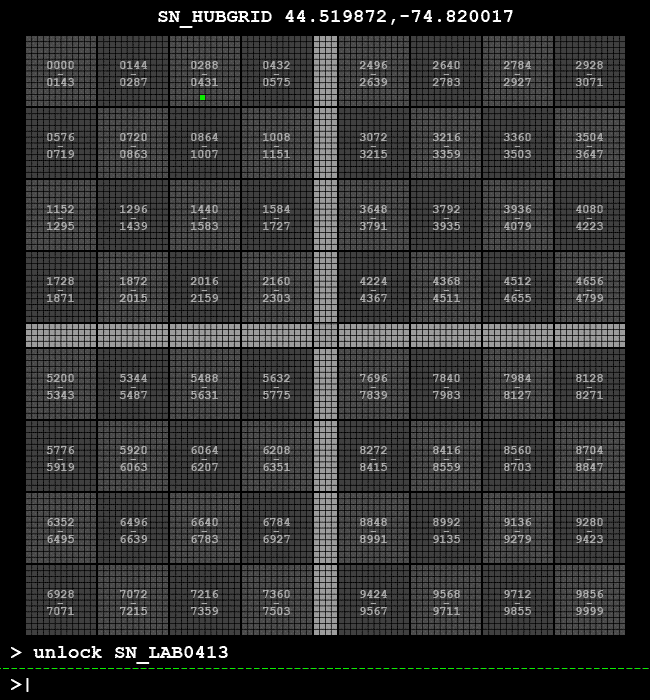 SN_HUBGRID 44.519872,-74.820017
0000 0144 0288 0432 2496 2640 2784 2928
– – – – – – – –
0143 0287 0431 0575 2639 2783 2927 3071
0576 0720 0864 1008 3072 3216 3360 3504
– – – – – – – –
0719 0863 1007 1151 3215 3359 3503 3647
1152 1296 1440 1584 3648 3792 3936 4080
– – – – – – – –
1295 1439 1583 1727 3791 3935 4079 4223
1728 1872 2016 2160 4224 4368 4512 4656
– – – – – – – –
1871 2015 2159 2303 4367 4511 4655 4799
5200 5344 5488 5632 7696 7840 7984 8128
– – – – – – – –
5343 5487 5631 5775 7839 7983 8127 8271
5776 5920 6064 6208 8272 8416 8560 8704
– – – – – – – –
5919 6063 6207 6351 8415 8559 8703 8847
6352 6496 6640 6784 8848 8992 9136 9280
– – – – – – – –
6495 6639 6783 6927 8991 9135 9279 9423
6928 7072 7216 7360 9424 9568 9712 9856
– – – – – – – –
7071 7215 7359 7503 9567 9711 9855 9999
> unlock SN_LAB0413
>|